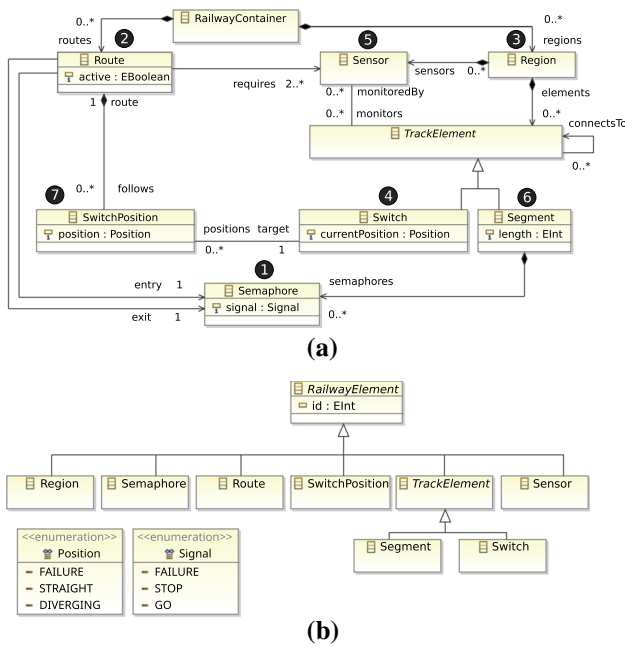 RailwayContainer
0..*
0..*
routes
2
5
3
regions
Route
Sensor
Region
active : EBoolean
sensors
0..*
requires
2..*
elements
1
route
0..*
monitoredBy
0..*
monitors
0..*
connectsTo
TrackElement
0..*
7
0..*
follows
4
6
SwitchPosition
Switch
Segment
position : Position
positions
target
currentPosition : Position
length : EInt
0..*
1
1
semaphores
entry
1
Semaphore
signal : Signal
0..*
exit
1
(a)
RailwayElement
id : EInt
Region
Semaphore
Route
SwitchPosition
TrackElement
Sensor
<<enumeration>>
Position
FAILURE
STRAIGHT
DIVERGING
<<enumeration>>
Signal
FAILURE
STOP
GO
Segment
Switch
(b)